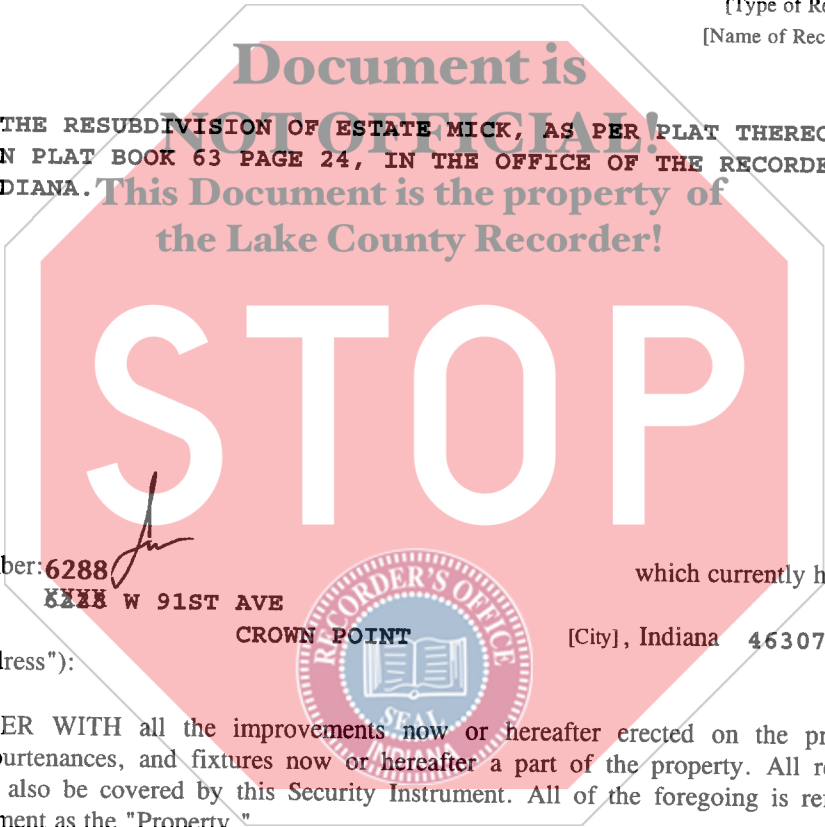 [Type of Re
[Name of Rec
Document is
NOT OFFICIAL!
THE RESUBDIVISION OF ESTATE MICK, AS PER PLAT THEREO
N PLAT BOOK 63 PAGE 24, IN THE OFFICE OF THE RECORDE
DIANA.
This Document is the property of
the Lake County Recorder!
STOP
ber: 6288 which currently h
W 91ST AVE
CROWN POINT [City], Indiana 46307
dress"):
RECORDER'S OFFICE
SEAL
INDIANA
ER WITH all the improvements now or hereafter erected on the pr
urtenances, and fixtures now or hereafter a part of the property. All r
also be covered by this Security Instrument. All of the foregoing is re
ment as the "Property."